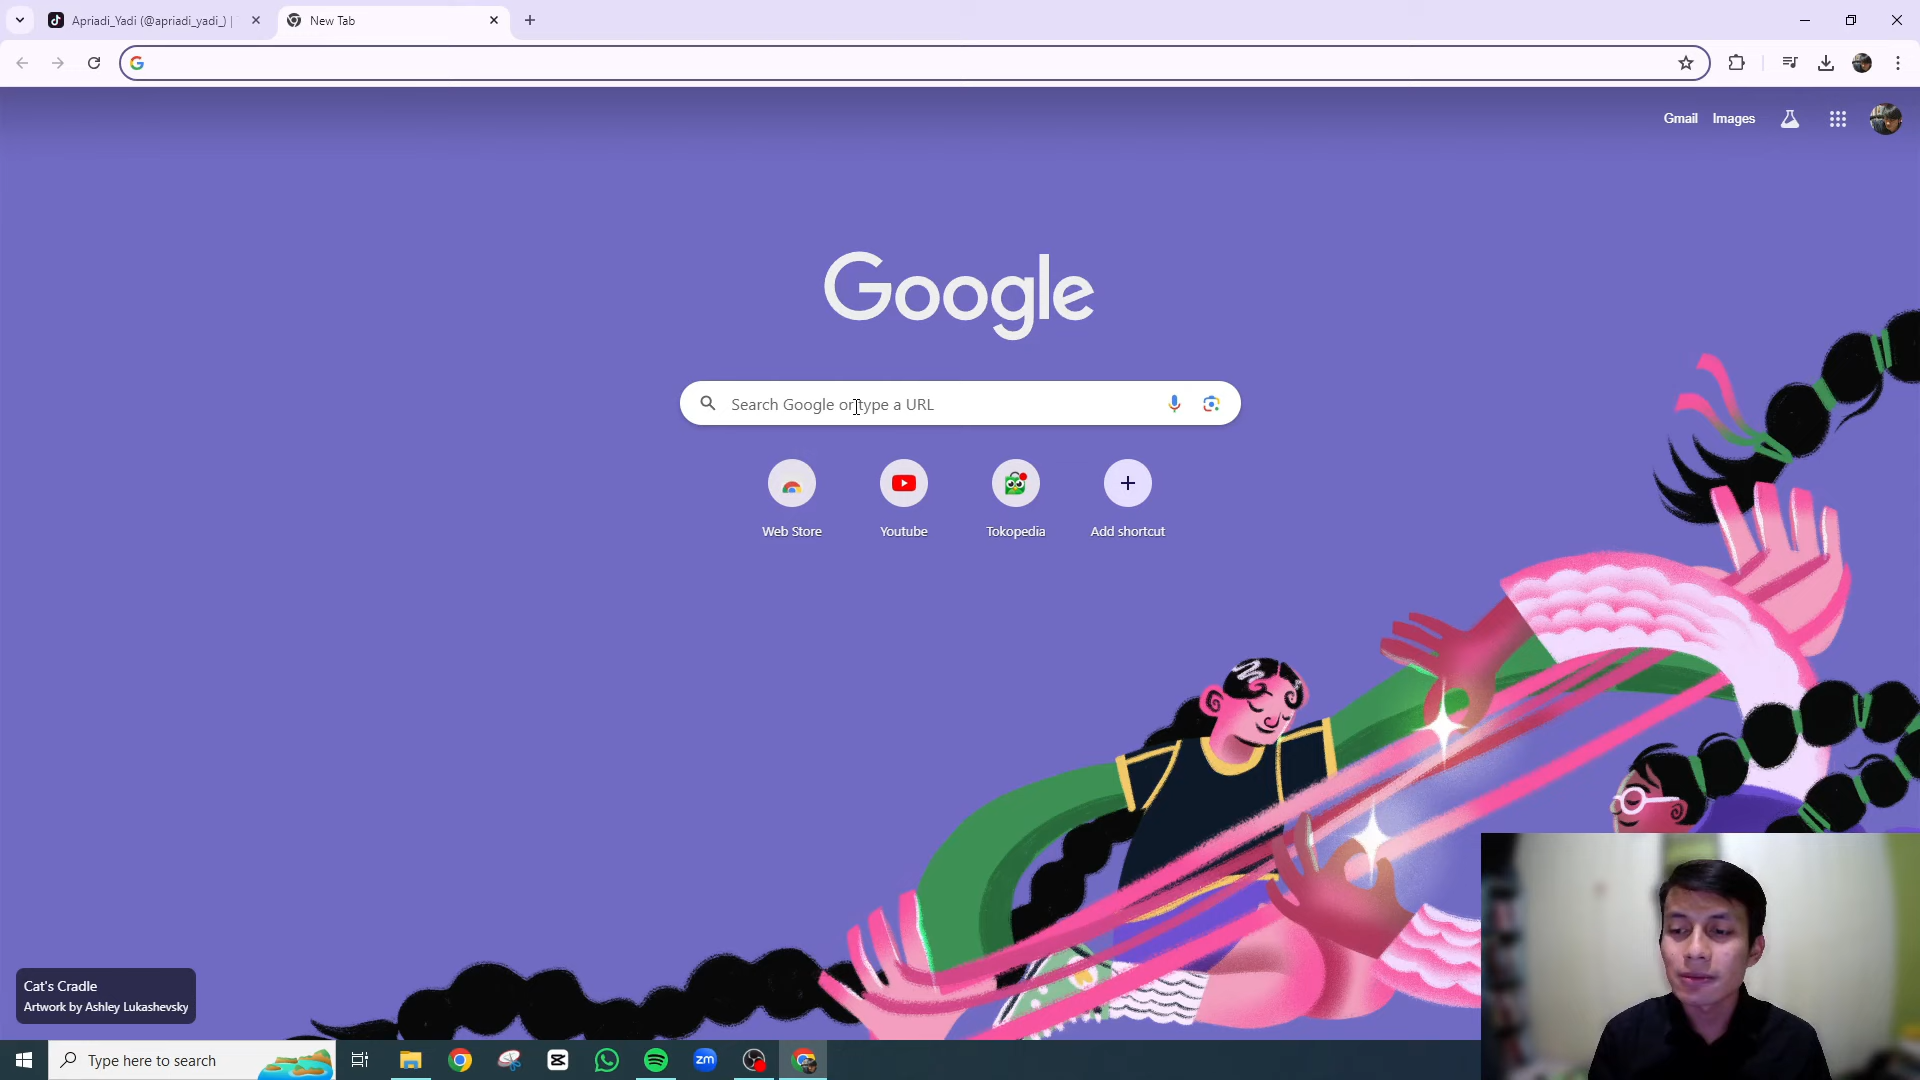 Apriadi_Yadi (@apriadi_yadi_) |
New Tab
Gmail
Images
Google
Search Google or type a URL
Web Store
Youtube
Tokopedia
Add shortcut
Cat's Cradle
Artwork by Ashley Lukashevsky
Type here to search
zm